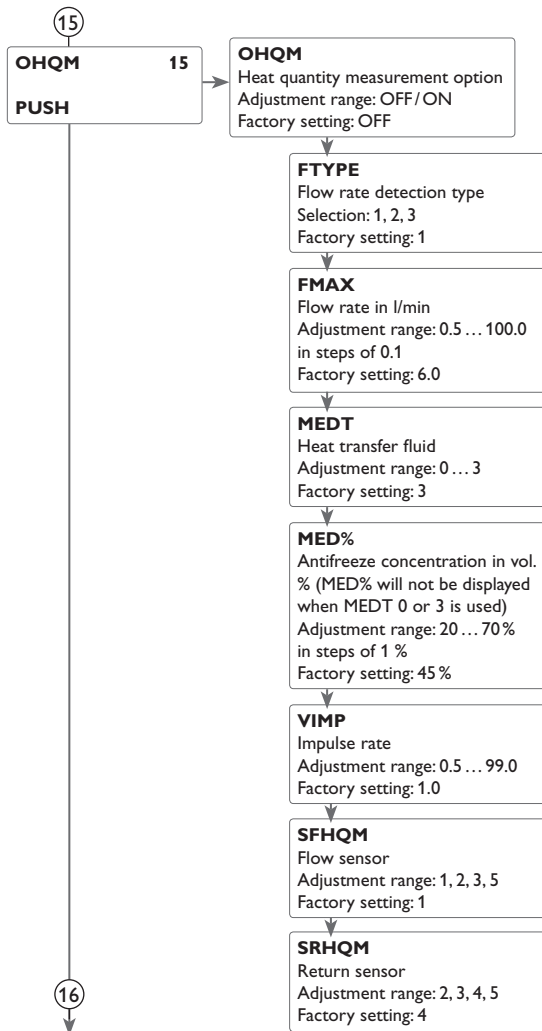 15
OHQM 15
PUSH
OHQM
Heat quantity measurement option
Adjustment range: OFF/ON
Factory setting: OFF
FTYPE
Flow rate detection type
Selection: 1, 2, 3
Factory setting: 1
FMAX
Flow rate in l/min
Adjustment range: 0.5 … 100.0
in steps of 0.1
Factory setting: 6.0
MEDT
Heat transfer fluid
Adjustment range: 0 … 3
Factory setting: 3
MED%
Antifreeze concentration in vol.
% (MED% will not be displayed
when MEDT 0 or 3 is used)
Adjustment range: 20 … 70%
in steps of 1 %
Factory setting: 45%
VIMP
Impulse rate
Adjustment range: 0.5 … 99.0
Factory setting: 1.0
SFHQM
Flow sensor
Adjustment range: 1, 2, 3, 5
Factory setting: 1
SRHQM
Return sensor
Adjustment range: 2, 3, 4, 5
Factory setting: 4
16